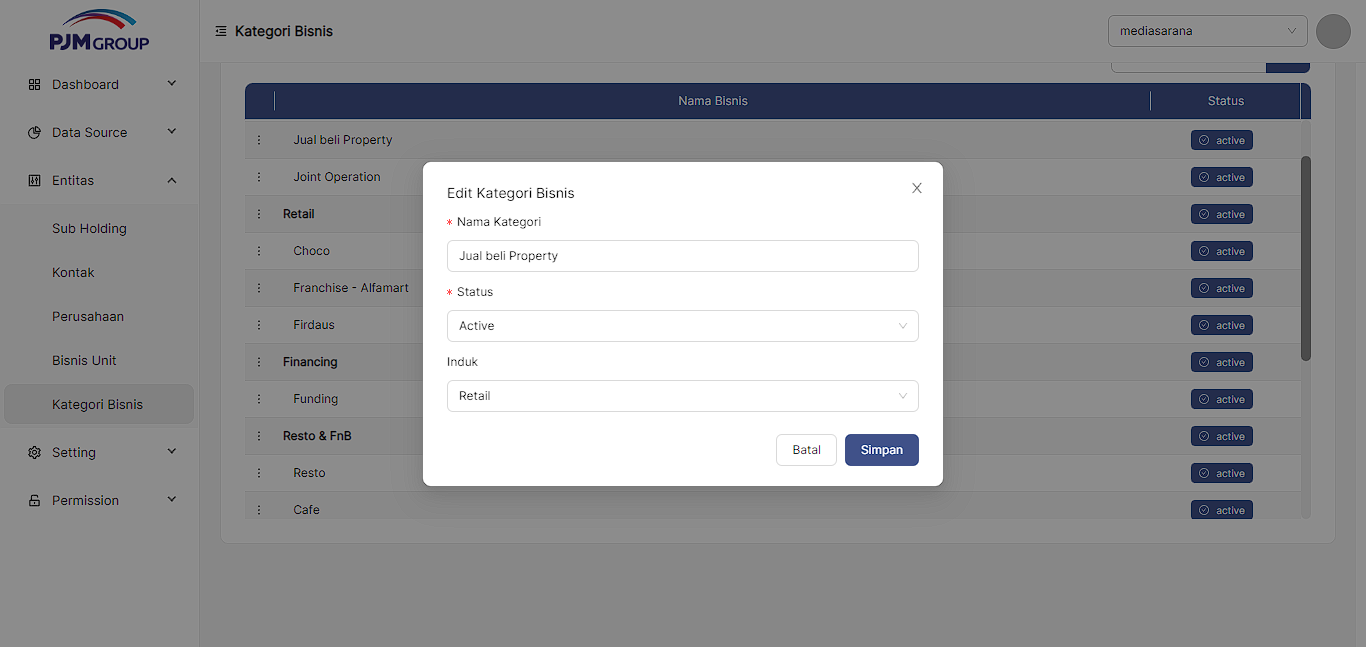 PJM GROUP
Kategori Bisnis
mediasarana
Dashboard
Data Source
Entitas
Sub Holding
Kontak
Perusahaan
Bisnis Unit
Kategori Bisnis
Setting
Permission
Nama Bisnis Status
Jual beli Property active
Joint Operation active
Retail active
Choco active
Franchise - Alfamart active
Firdaus active
Financing active
Funding active
Resto & FnB active
Resto active
Cafe active
Edit Kategori Bisnis
* Nama Kategori
Jual beli Property
* Status
Active
Induk
Retail
Batal Simpan